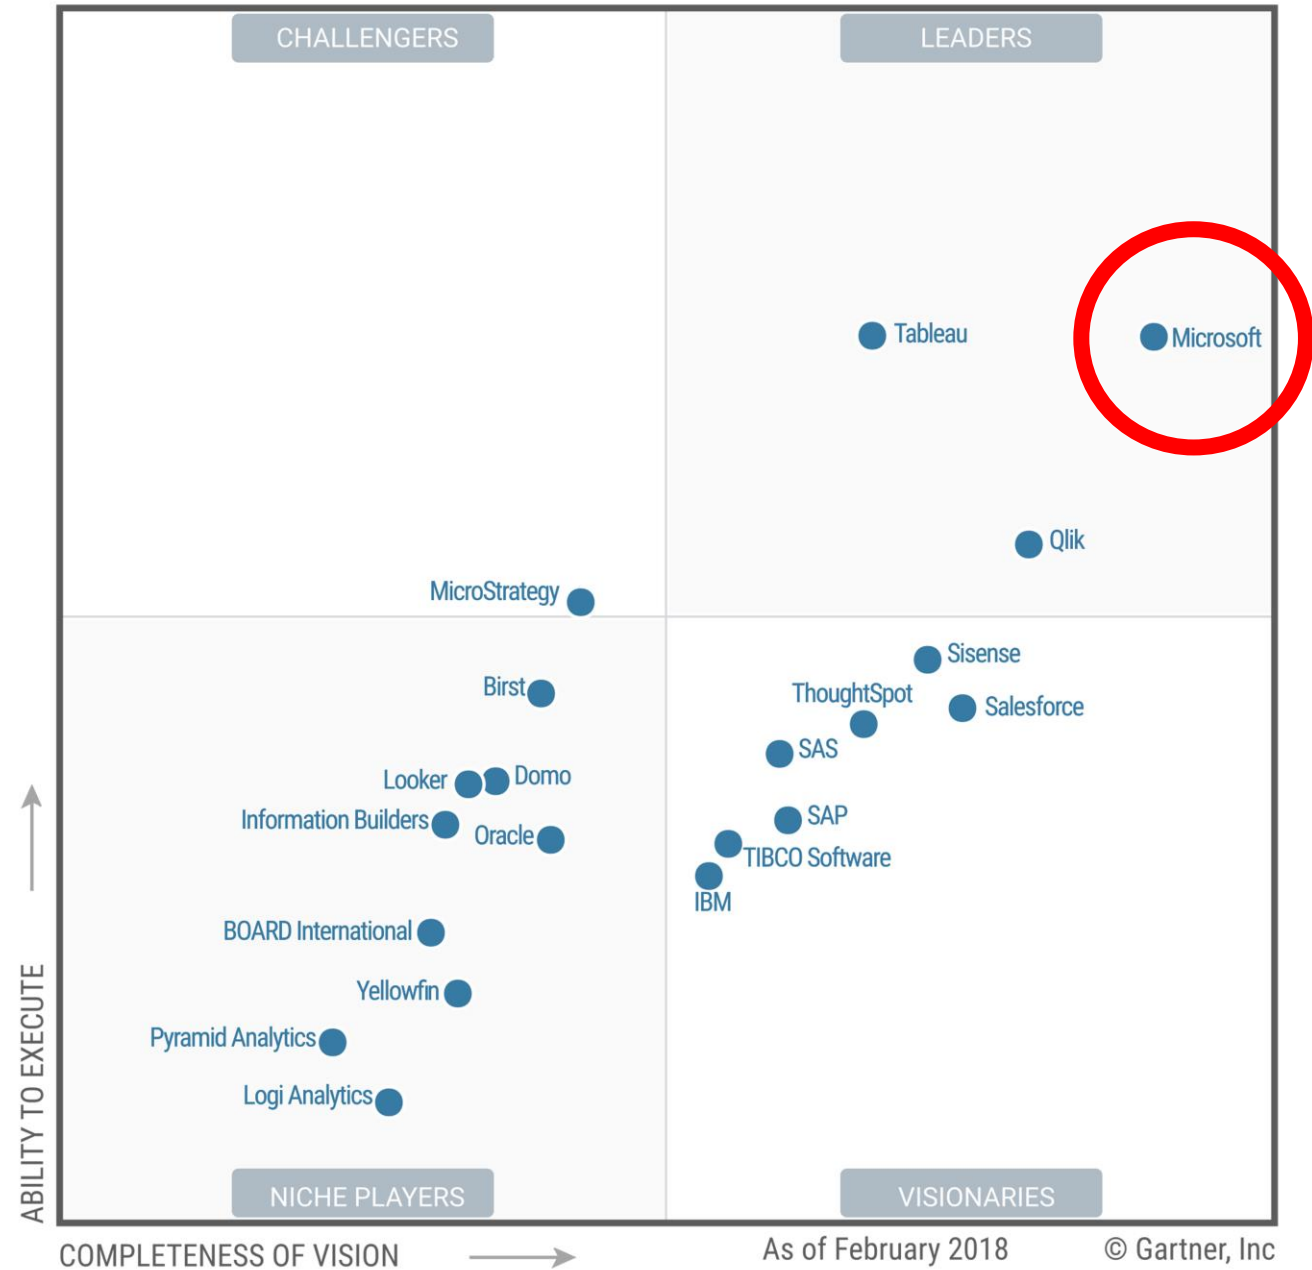 CHALLENGERS
LEADERS
Tableau
Microsoft
Qlik
MicroStrategy
Sisense
Birst
ThoughtSpot
Salesforce
SAS
Looker
Domo
Information Builders
SAP
Oracle
TIBCO Software
IBM
BOARD International
Yellowfin
Pyramid Analytics
Logi Analytics
ABILITY TO EXECUTE
NICHE PLAYERS
VISIONARIES
COMPLETENESS OF VISION
As of February 2018
© Gartner, Inc